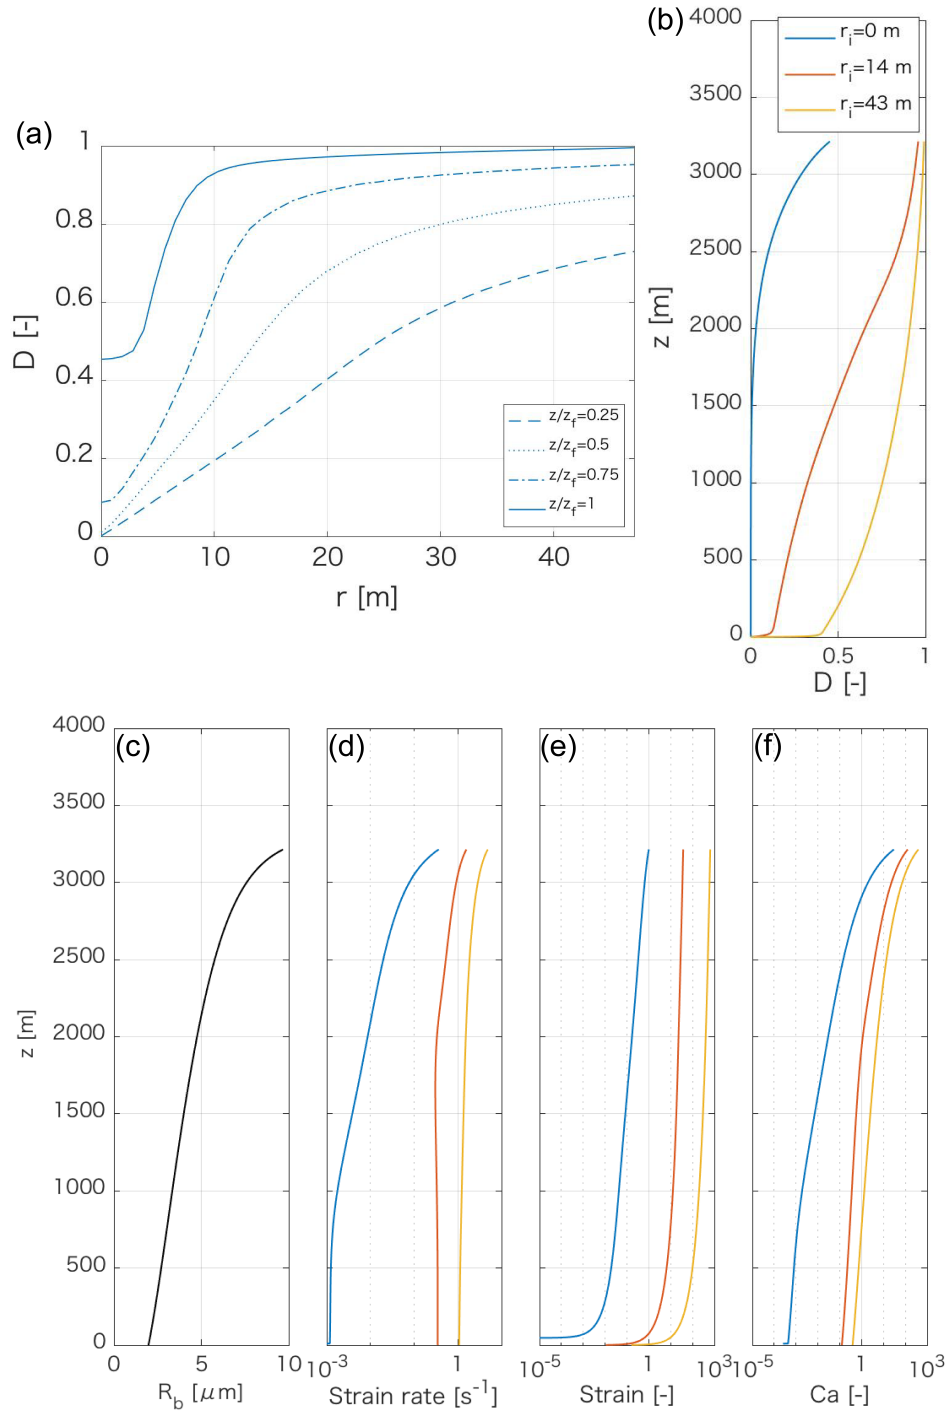 (a)
1
0.8
0.6
0.4
0.2
0
D [-]
0 10 20 30 40
r [m]
z/z_f=0.25
z/z_f=0.5
z/z_f=0.75
z/z_f=1
(b)
4000
3500
3000
2500
2000
1500
1000
500
0
z [m]
r_i=0 m
r_i=14 m
r_i=43 m
0 0.5 1
D [-]
4000
3500
3000
2500
2000
1500
1000
500
0
z [m]
(c)
0 5 10
R_b [μm]
(d)
10^-3 1
Strain rate [s^-1]
(e)
10^-5 1 10^3
Strain [-]
(f)
10^-5 1 10^3
Ca [-]